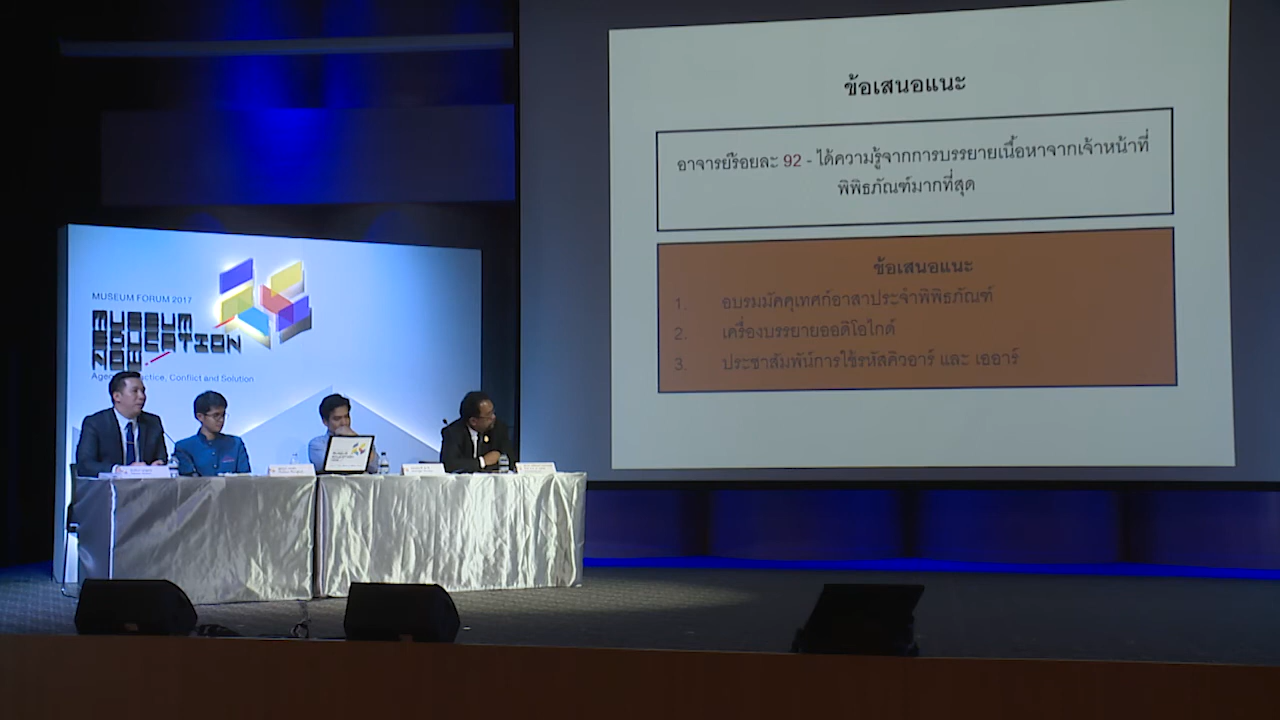 ข้อเสนอแนะ
อาจารย์ร้อยละ 92 - ได้ความรู้จากการบรรยายเนื้อหาจากเจ้าหน้าที่
พิพิธภัณฑ์มากที่สุด
ข้อเสนอแนะ
1. อบรมมัคคุเทศก์อาสาประจำพิพิธภัณฑ์
2. เครื่องบรรยายออดิโอไกด์
3. ประชาสัมพันธ์การใช้รหัสคิวอาร์ และ เออาร์
MUSEUM FORUM 2017
MUSEUM
EDUCATION
NOW!
Conflict and Solution